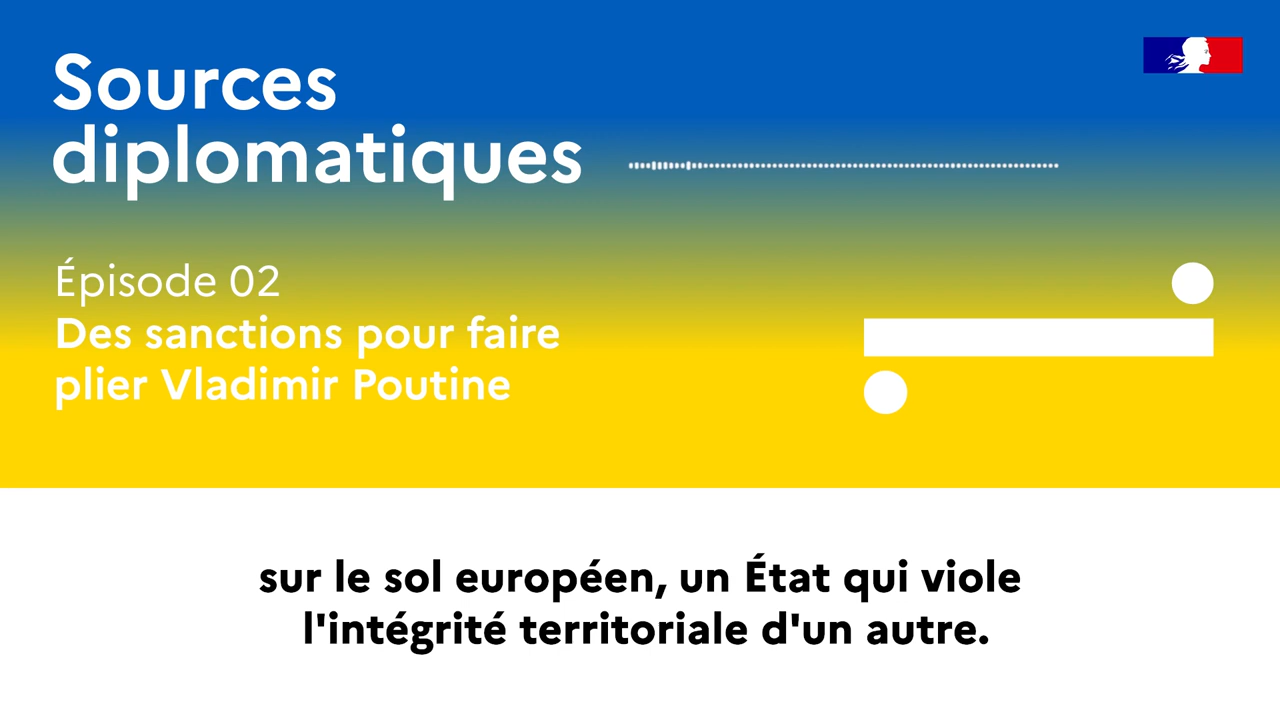 Sources
diplomatiques
Épisode 02
Des sanctions pour faire
plier Vladimir Poutine
sur le sol européen, un État qui viole
l'intégrité territoriale d'un autre.